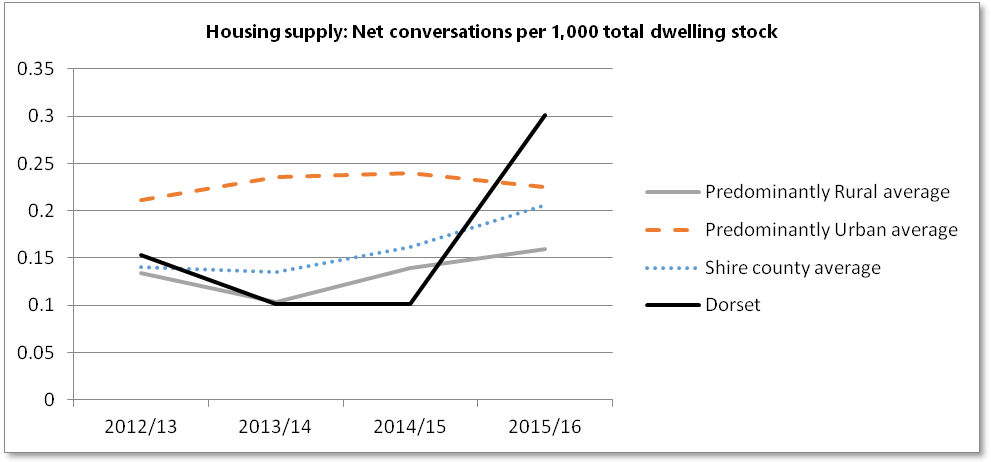 Housing supply: Net conversations per 1,000 total dwelling stock
0.35
0.3
0.25
0.2
0.15
0.1
0.05
0
2012/13 2013/14 2014/15 2015/16
Predominantly Rural average
Predominantly Urban average
Shire county average
Dorset